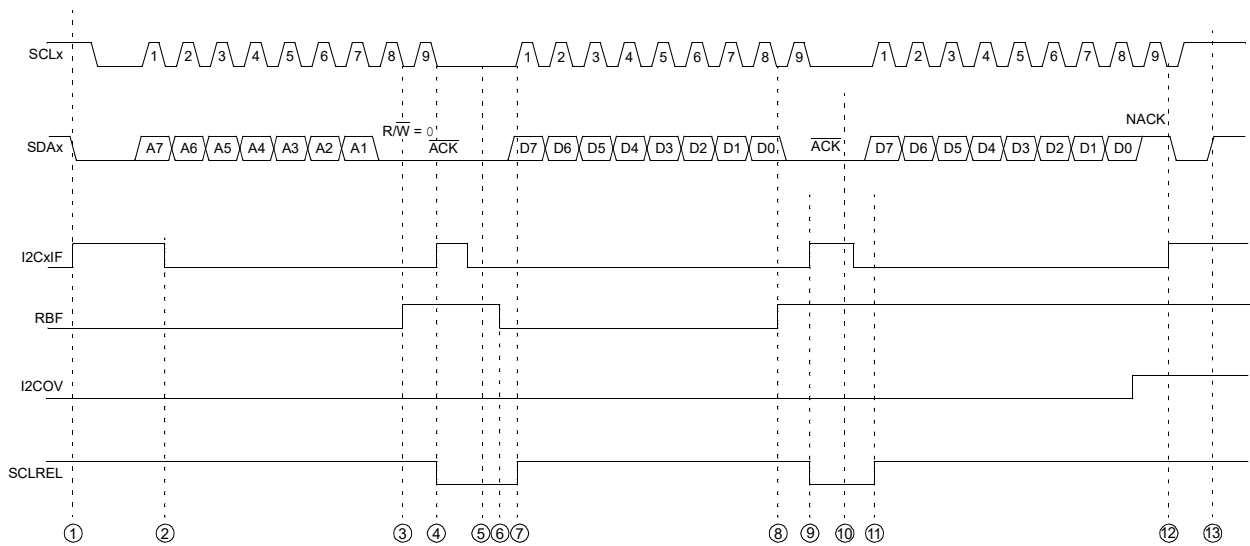 SCLx 1 2 3 4 5 6 7 8 9 1 2 3 4 5 6 7 8 9 1 2 3 4 5 6 7 8 9
NACK
R/W̅ = 0
SDAx A7 A6 A5 A4 A3 A2 A1 A̅C̅K̅ D7 D6 D5 D4 D3 D2 D1 D0 A̅C̅K̅ D7 D6 D5 D4 D3 D2 D1 D0
I2CxIF
RBF
I2COV
SCLREL
1 2 3 4 5 6 7 8 9 10 11 12 13